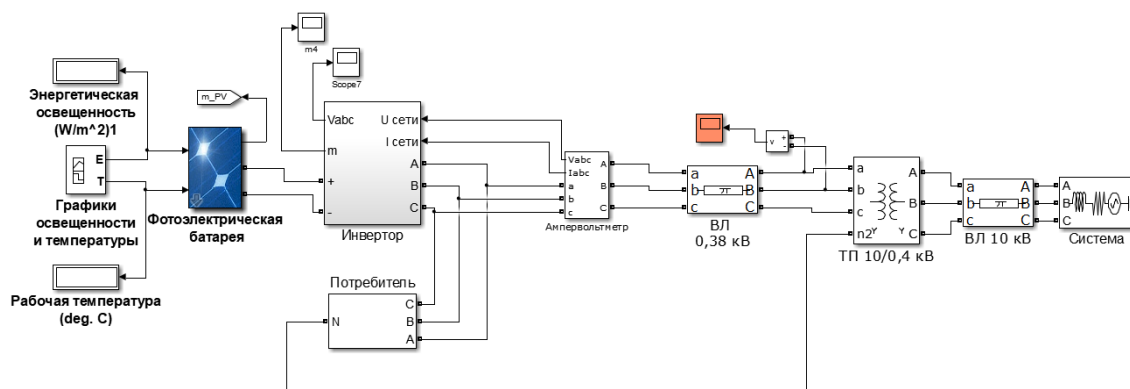 m4
Scope7
Энергетическая
освещенность
(W/m^2)1
m_PV
E
T
Графики
освещенности
и температуры
Фотоэлектрическая
батарея
Рабочая температура
(deg. C)
Vabc
m
+
-
U сети
I сети
A
B
C
Инвертор
Потребитель
N
C
B
A
Vabc
Iabc
a
b
c
A
B
C
Ампервольтметр
a
b
c
A
B
C
ВЛ
0,38 кВ
v
+
-
a
b
c
n2
A
B
C
Y
Y
ТП 10/0,4 кВ
a
b
c
A
B
C
ВЛ 10 кВ
A
B
C
Система